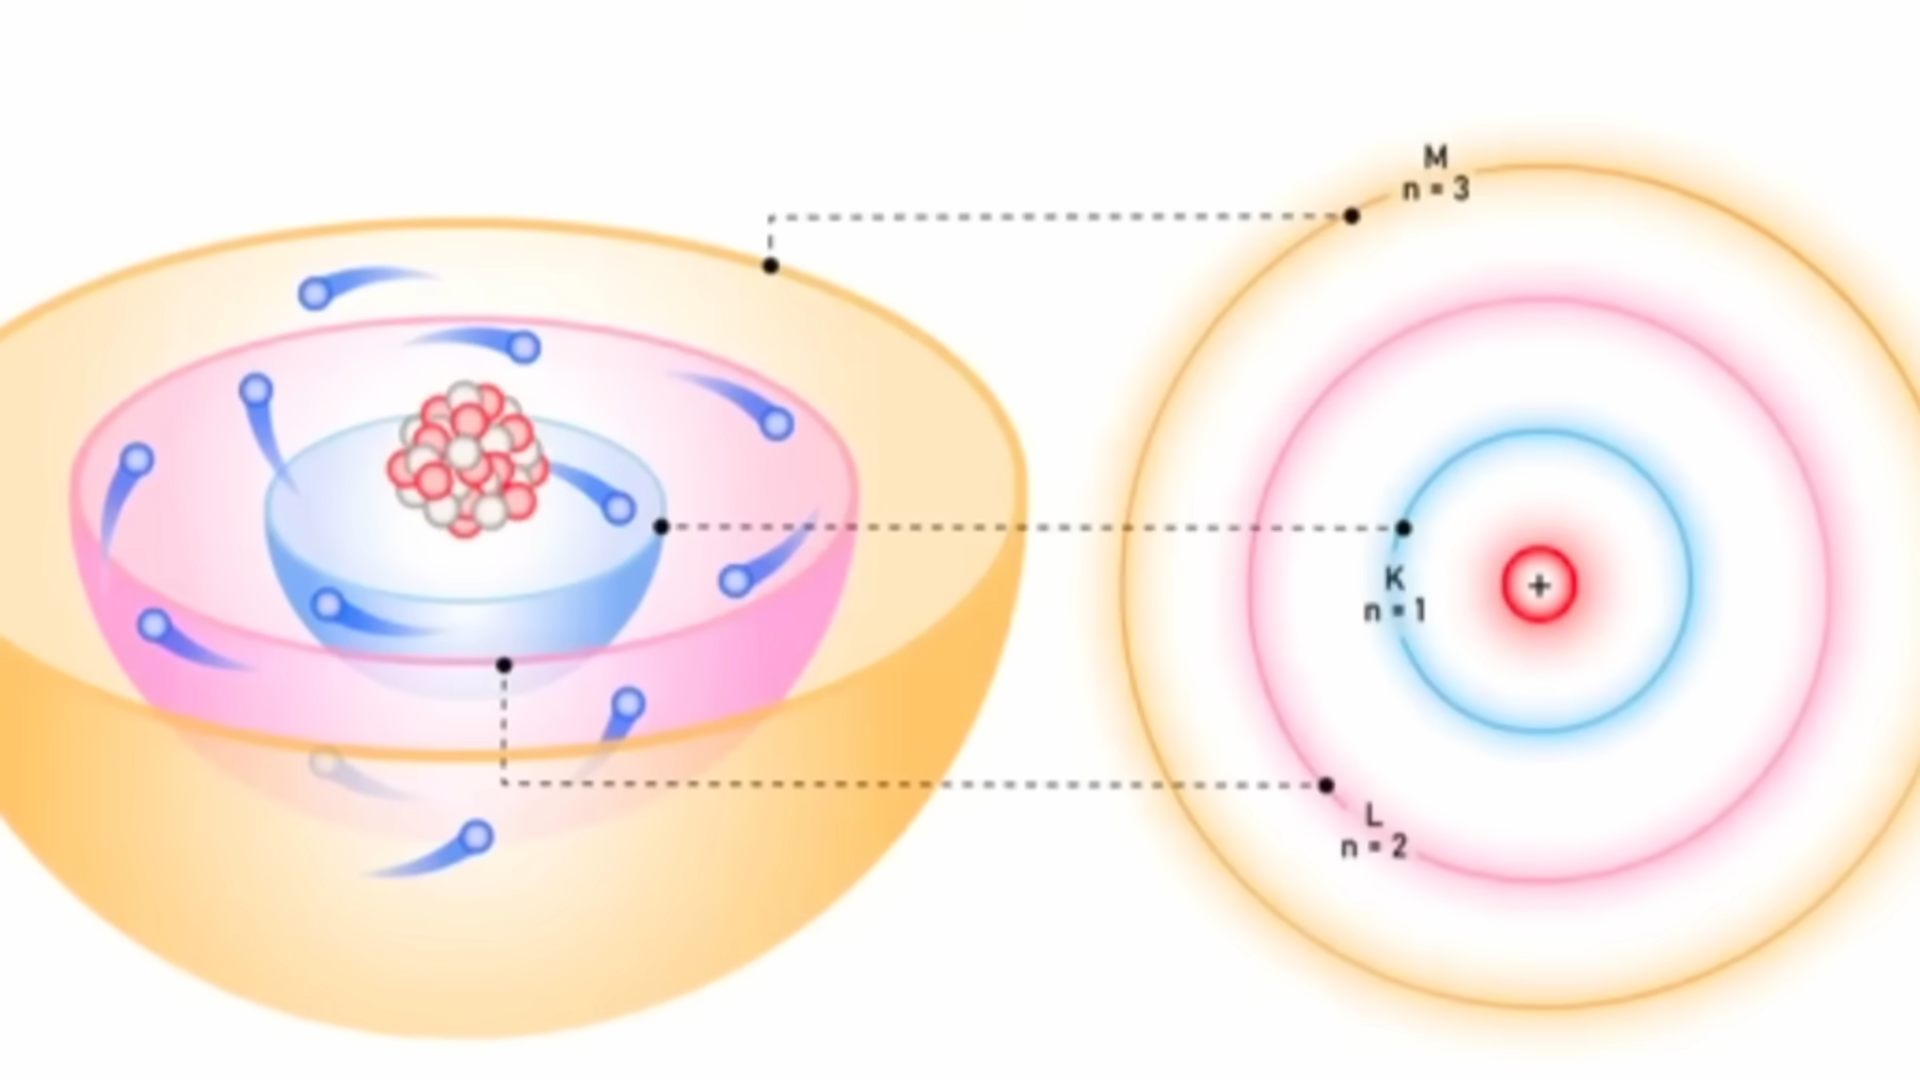 M
n = 3
K
n = 1
+
L
n = 2